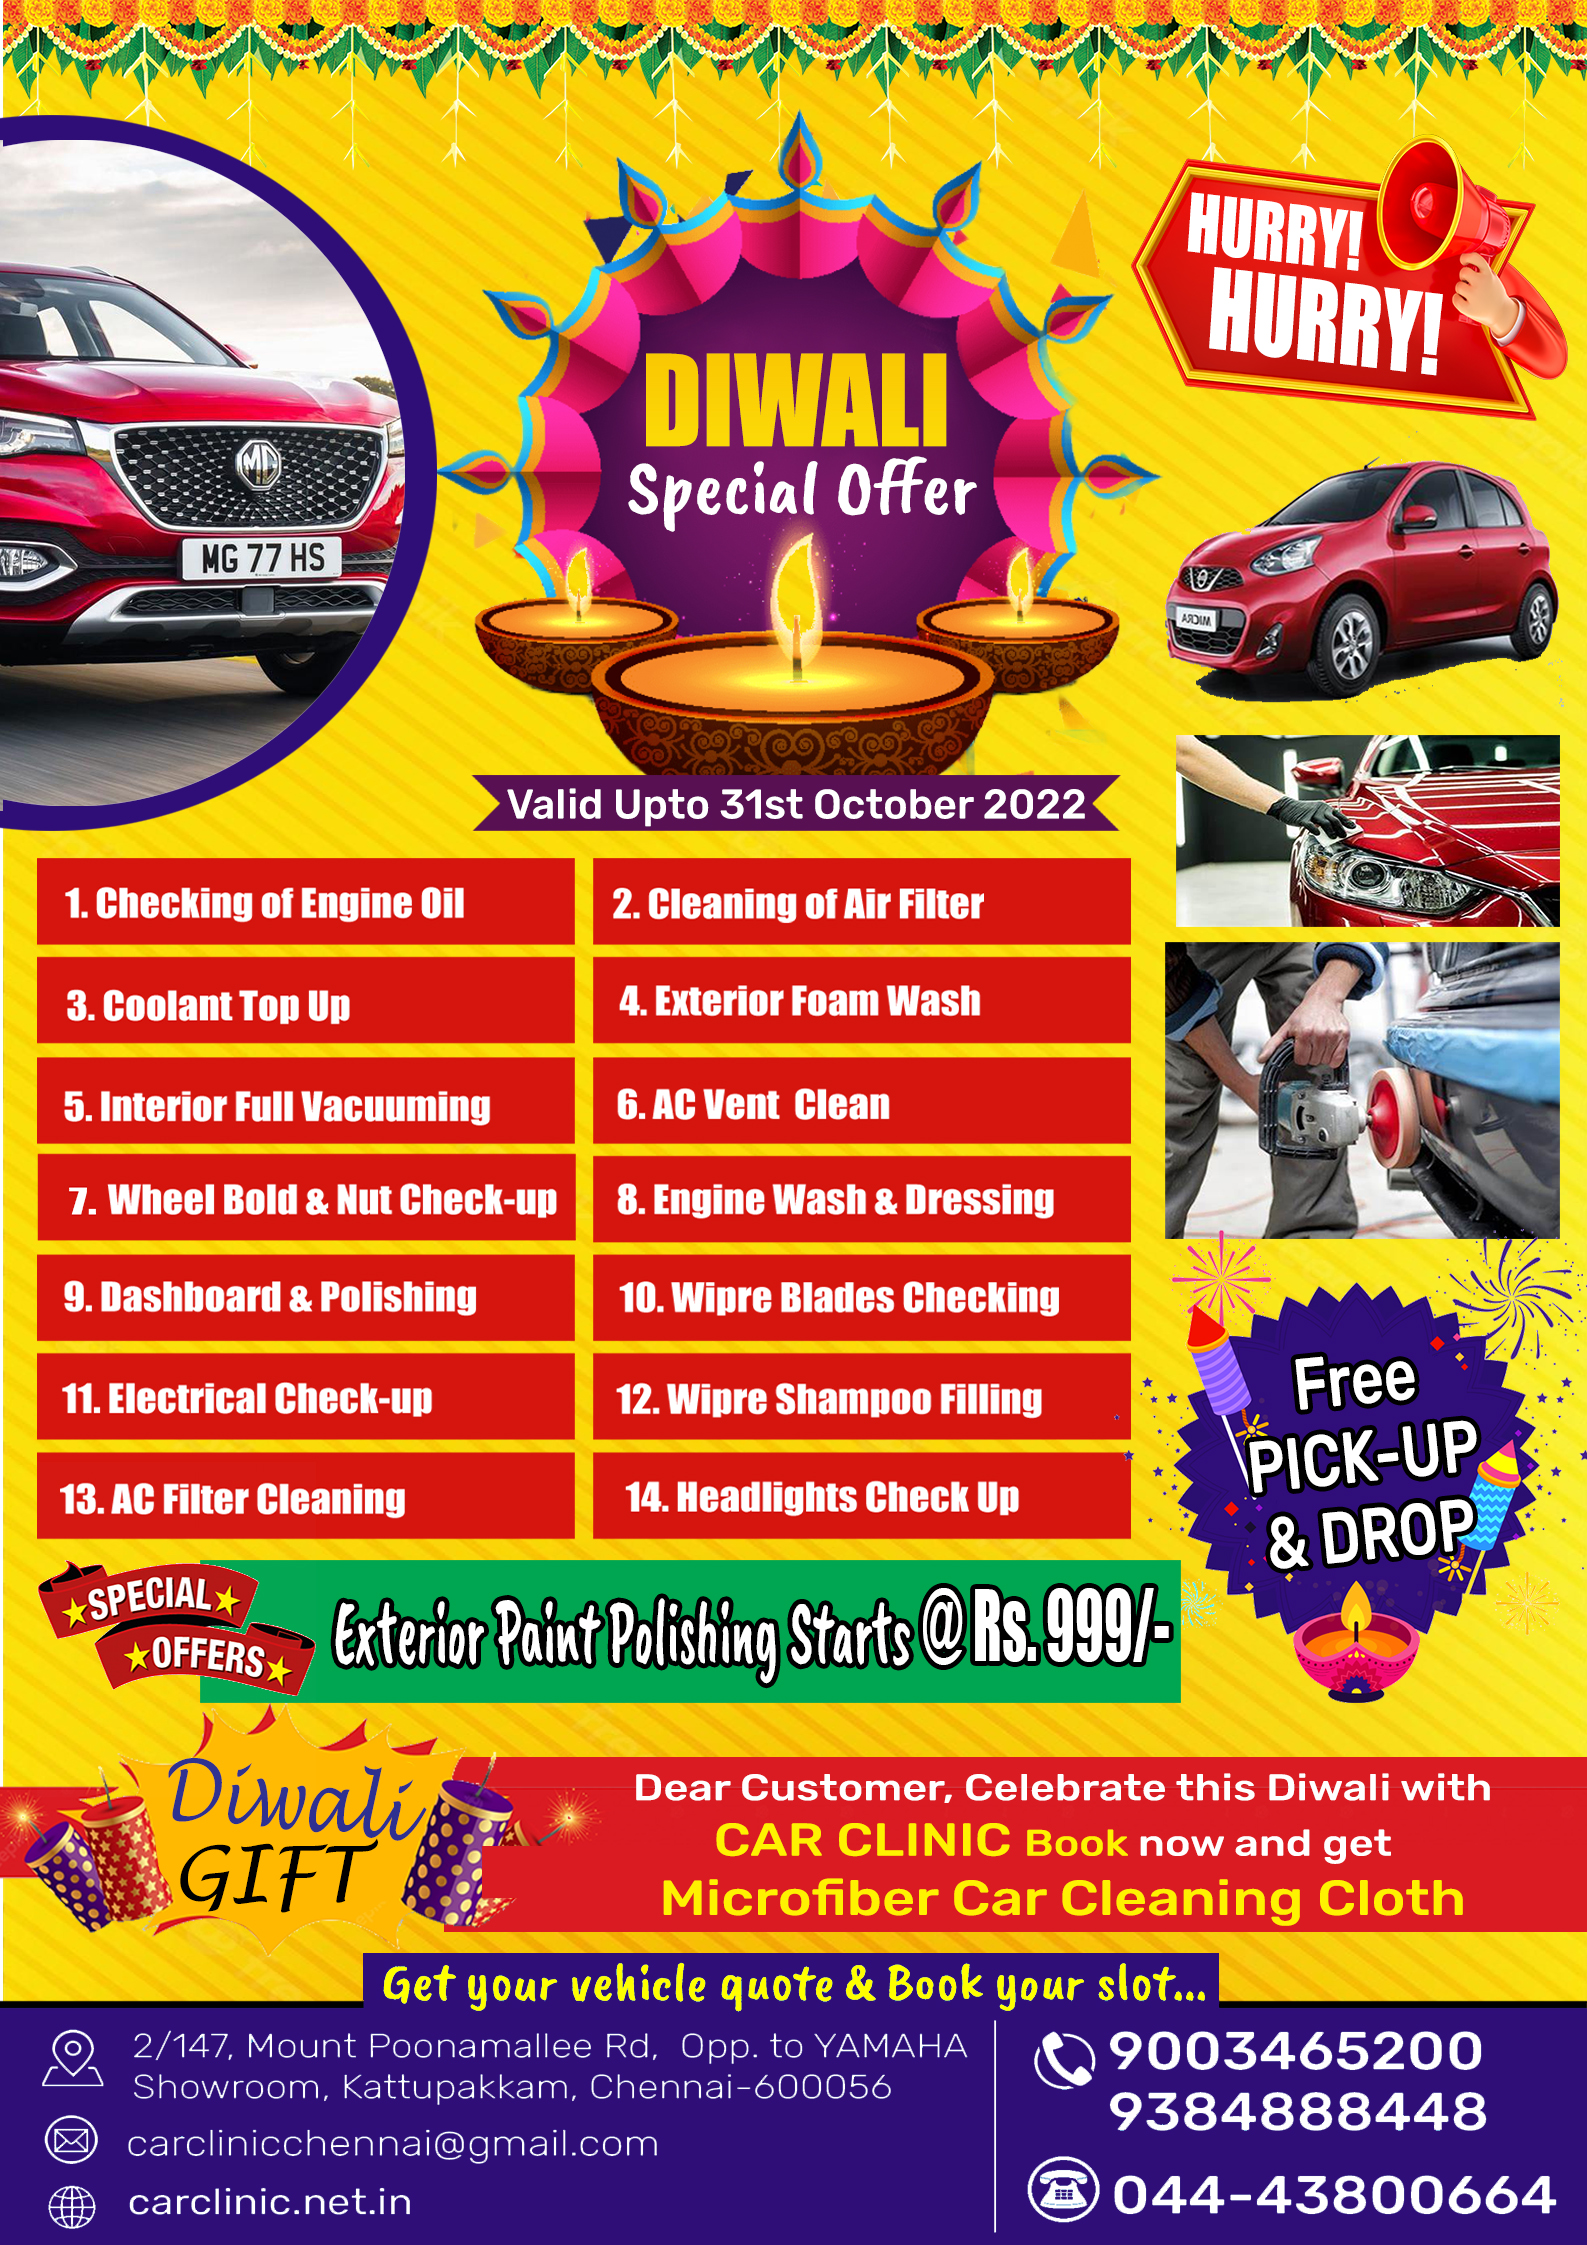 HURRY!
HURRY!
DIWALI
Special Offer
MG
MG 77 HS
MICRA
Valid Upto 31st October 2022
1. Checking of Engine Oil
2. Cleaning of Air Filter
3. Coolant Top Up
4. Exterior Foam Wash
5. Interior Full Vacuuming
6. AC Vent Clean
7. Wheel Bold & Nut Check-up
8. Engine Wash & Dressing
9. Dashboard & Polishing
10. Wipre Blades Checking
11. Electrical Check-up
12. Wipre Shampoo Filling
13. AC Filter Cleaning
14. Headlights Check Up
Free
PICK-UP
& DROP
SPECIAL
OFFERS
Exterior Paint Polishing Starts @ Rs. 999/-
Diwali
GIFT
Dear Customer, Celebrate this Diwali with
CAR CLINIC Book now and get
Microfiber Car Cleaning Cloth
Get your vehicle quote & Book your slot...
2/147, Mount Poonamallee Rd, Opp. to YAMAHA
Showroom, Kattupakkam, Chennai-600056
carclinicchennai@gmail.com
carclinic.net.in
9003465200
9384888448
044-43800664